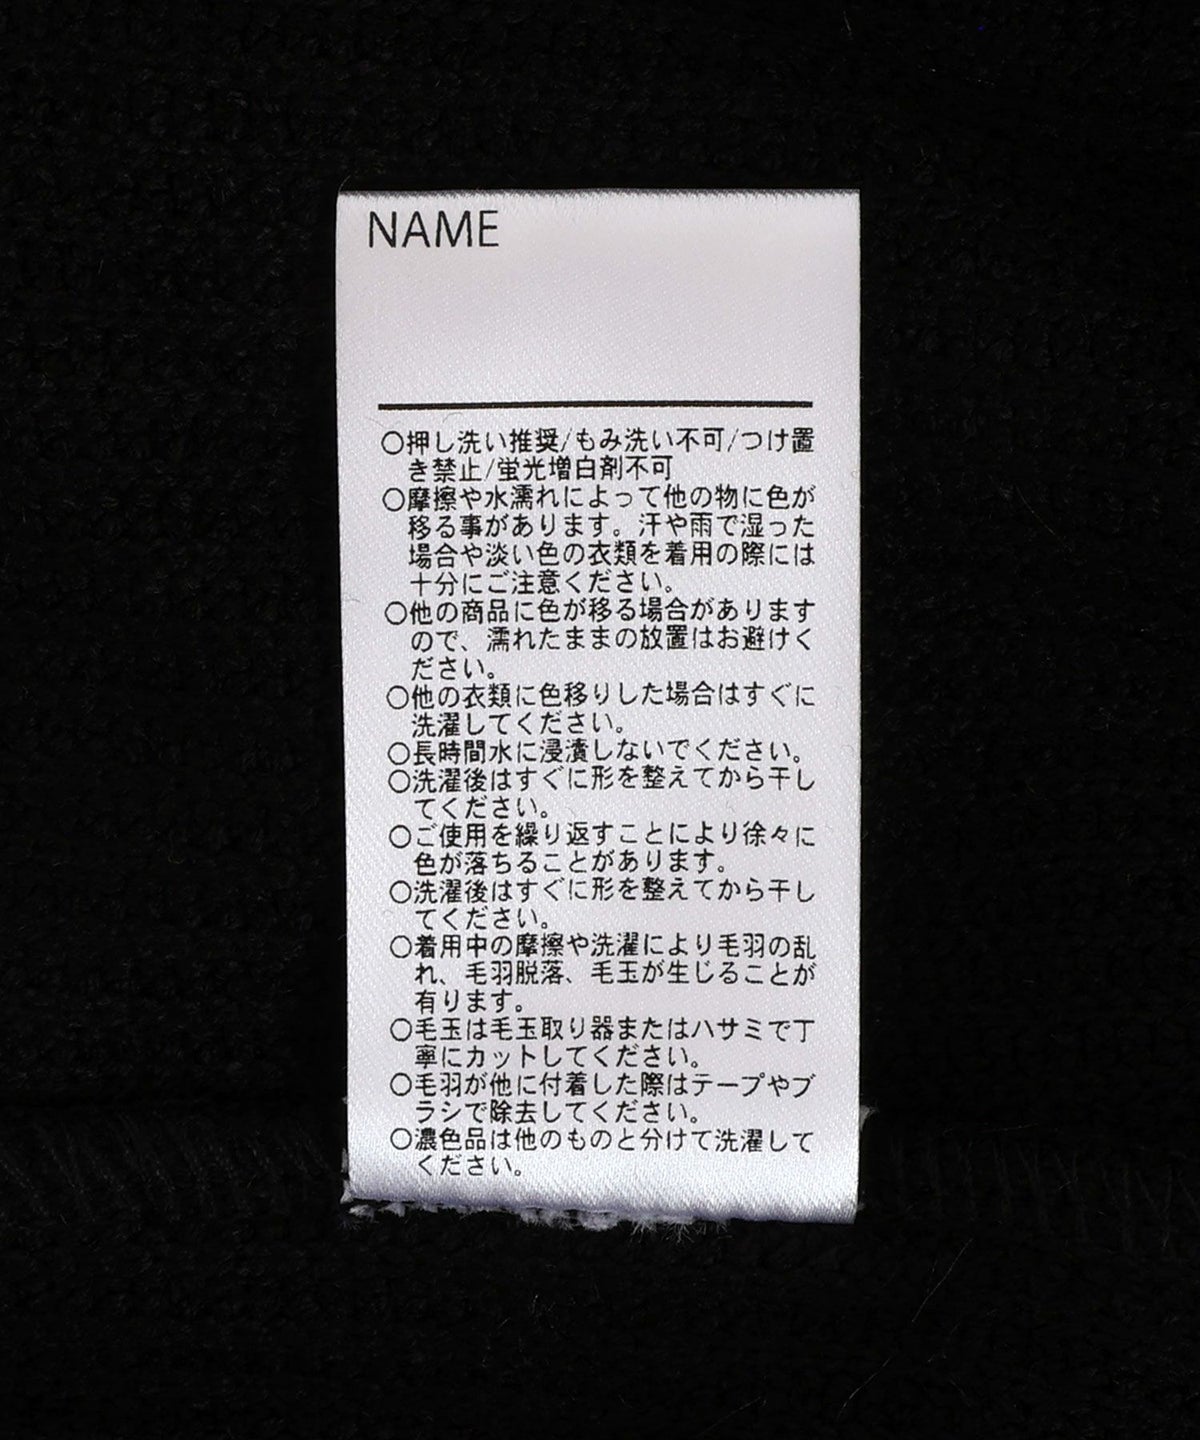 NAME
○押し洗い推奨/もみ洗い不可/つけ置
き禁止/蛍光増白剤不可
○摩擦や水濡れによって他の物に色が
移る事があります。汗や雨で湿った
場合や淡い色の衣類を着用の際には
十分にご注意ください。
○他の商品に色が移る場合があります
ので、濡れたままの放置はお避けく
ださい。
○他の衣類に色移りした場合はすぐに
洗濯してください。
○長時間水に浸漬しないでください。
○洗濯後はすぐに形を整えてから干し
てください。
○ご使用を繰り返すことにより徐々に
色が落ちることがあります。
○洗濯後はすぐに形を整えてから干し
てください。
○着用中の摩擦や洗濯により毛羽の乱
れ、毛羽脱落、毛玉が生じることが
有ります。
○毛玉は毛玉取り器またはハサミで丁
寧にカットしてください。
○毛羽が他に付着した際はテープやブ
ラシで除去してください。
○濃色品は他のものと分けて洗濯して
ください。